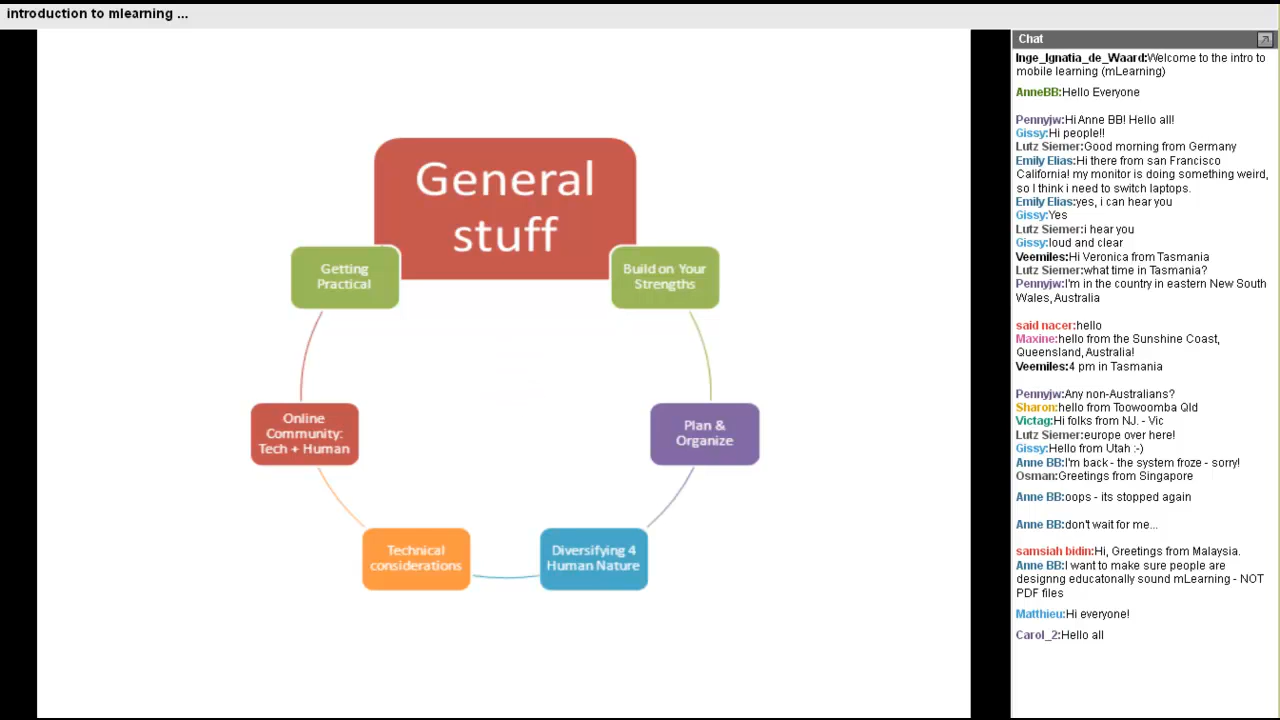 introduction to mlearning ...
General
stuff
Getting
Practical
Build on Your
Strengths
Online
Community:
Tech + Human
Plan &
Organize
Technical
considerations
Diversifying 4
Human Nature
Chat
Inge_Ignatia_de_Waard:Welcome to the intro to
mobile learning (mLearning)
AnneBB:Hello Everyone
Pennyjw:Hi Anne BB! Hello all!
Gissy:Hi people!!
Lutz Siemer:Good morning from Germany
Emily Elias:Hi there from san Francisco
California! my monitor is doing something weird,
so I think i need to switch laptops.
Emily Elias:yes, i can hear you
Gissy:Yes
Lutz Siemer:i hear you
Gissy:loud and clear
Veemiles:Hi Veronica from Tasmania
Lutz Siemer:what time in Tasmania?
Pennyjw:I'm in the country in eastern New South
Wales, Australia
said nacer:hello
Maxine:hello from the Sunshine Coast,
Queensland, Australia!
Veemiles:4 pm in Tasmania
Pennyjw:Any non-Australians?
Sharon:hello from Toowoomba Qld
Victag:Hi folks from NJ. - Vic
Lutz Siemer:europe over here!
Gissy:Hello from Utah :-)
Anne BB:I'm back - the system froze - sorry!
Osman:Greetings from Singapore
Anne BB:oops - its stopped again
Anne BB:don't wait for me...
samsiah bidin:Hi, Greetings from Malaysia.
Anne BB:I want to make sure people are
designng educatonally sound mLearning - NOT
PDF files
Matthieu:Hi everyone!
Carol_2:Hello all